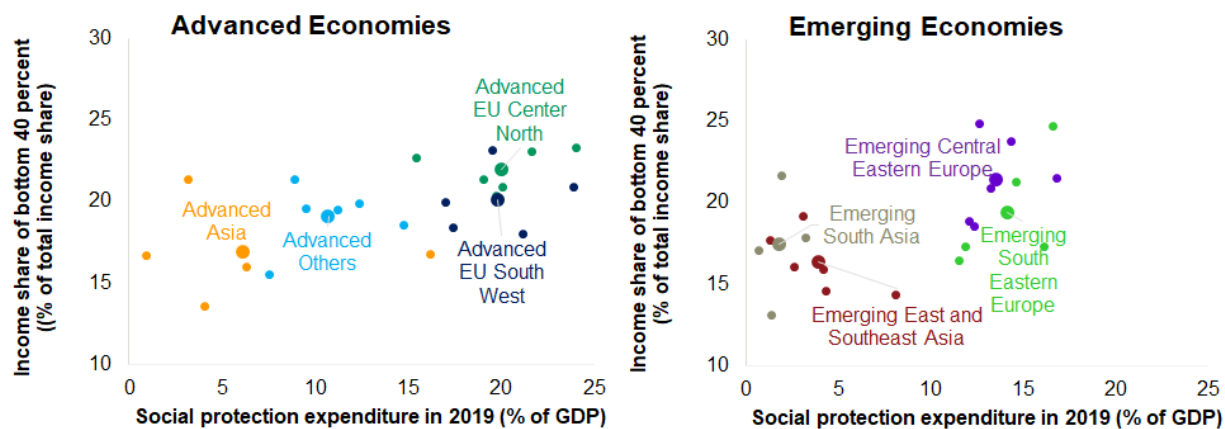 Advanced Economies
Income share of bottom 40 percent
((% of total income share)
30
25
20
15
10
Advanced
EU Center
North
Advanced
Asia
Advanced
Others
Advanced
EU South
West
0
5
10
15
20
25
Social protection expenditure in 2019 (% of GDP)
Emerging Economies
Income share of bottom 40 percent
(% of total income share)
30
25
20
15
10
Emerging Central
Eastern Europe
Emerging
South Asia
Emerging
South
Eastern
Europe
Emerging East and
Southeast Asia
0
5
10
15
20
25
Social protection expenditure in 2019 (% of GDP)